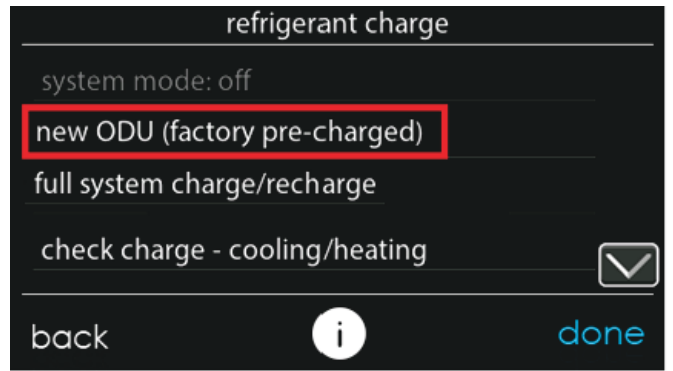 refrigerant charge
system mode: off
new ODU (factory pre-charged)
full system charge/recharge
check charge - cooling/heating
back
i
done